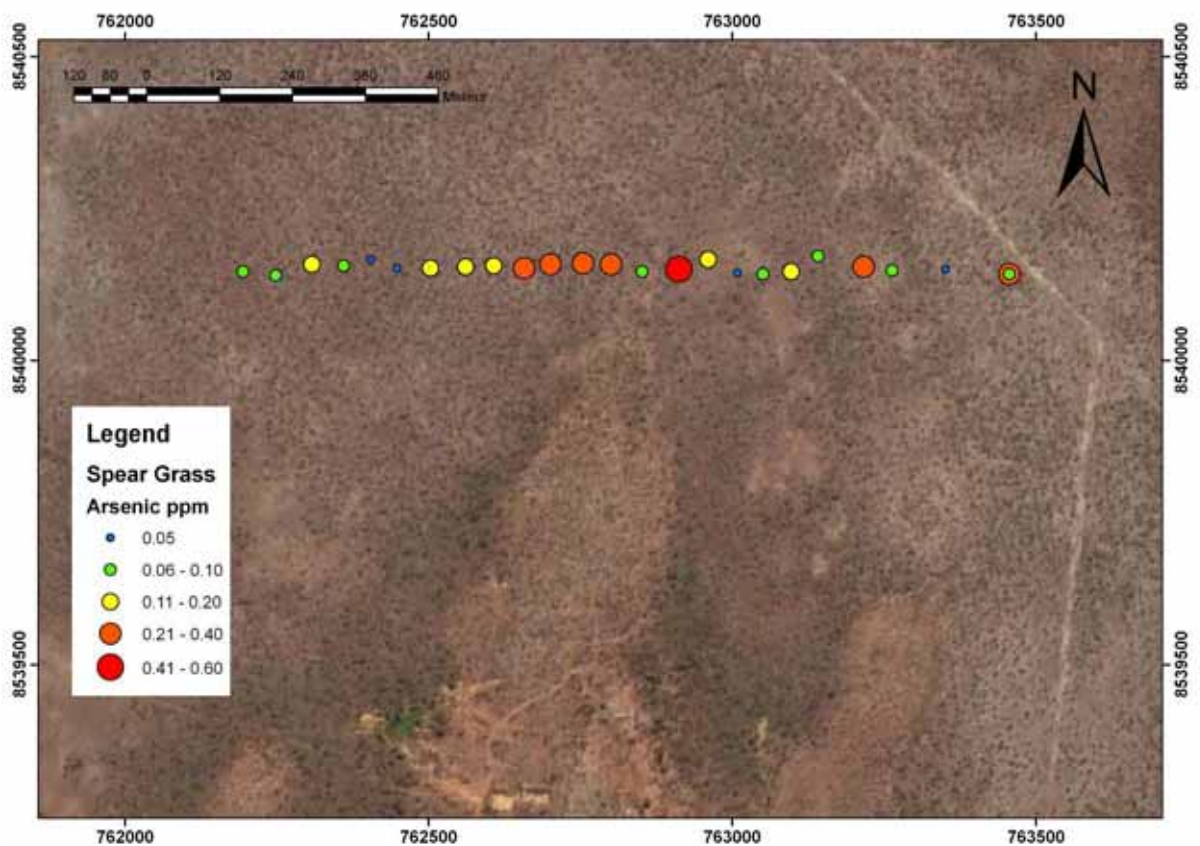 762000 762500 763000 763500
8540500 8540500
120 80 0 120 240 360 480
Meters
N
8540000 8540000
Legend
Spear Grass
Arsenic ppm
0.05
0.06 - 0.10
0.11 - 0.20
0.21 - 0.40
0.41 - 0.60
8539500 8539500
762000 762500 763000 763500